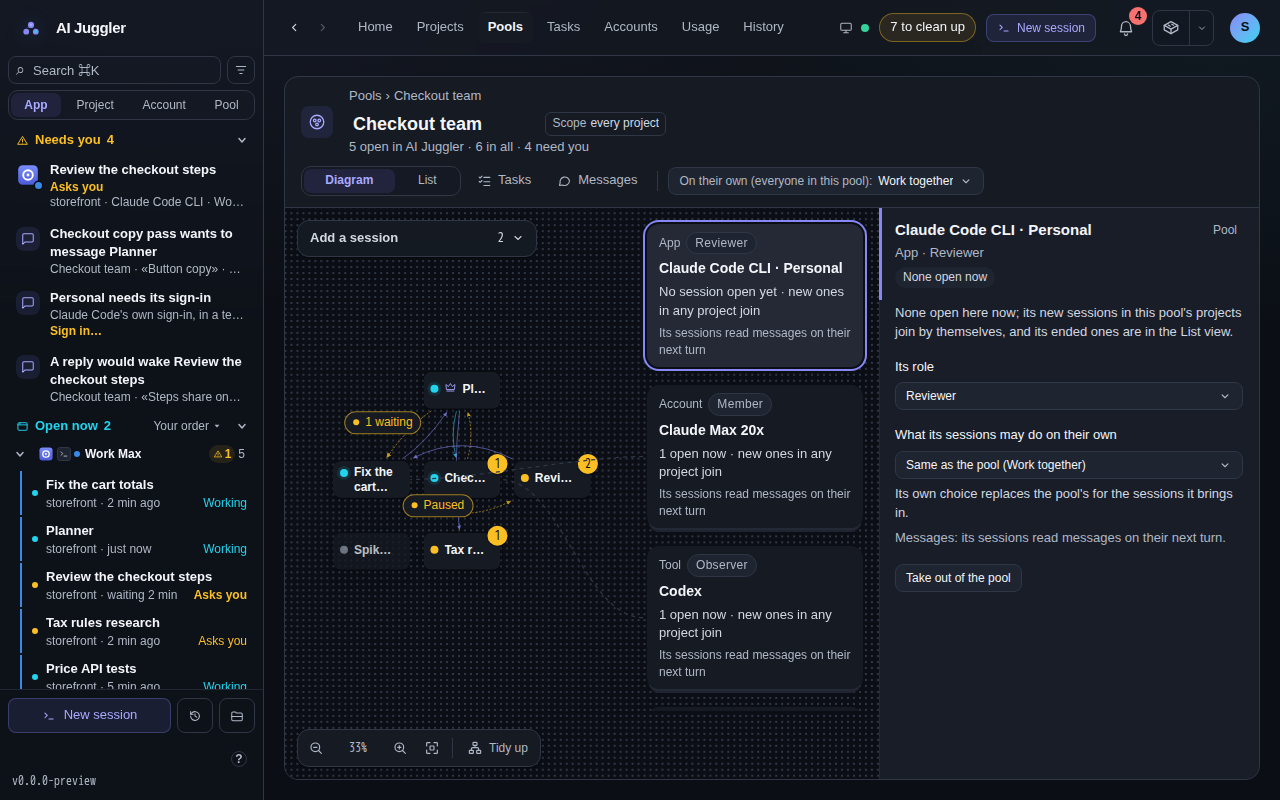 AI Juggler
Search ⌘K
App
Project
Account
Pool
Needs you 4
Review the checkout steps
Asks you
storefront · Claude Code CLI · Wo…
Checkout copy pass wants to
message Planner
Checkout team · «Button copy» · …
Personal needs its sign-in
Claude Code's own sign-in, in a te…
Sign in…
A reply would wake Review the
checkout steps
Checkout team · «Steps share on…
Open now 2
Your order
Work Max
1
5
Fix the cart totals
storefront · 2 min ago
Working
Planner
storefront · just now
Working
Review the checkout steps
storefront · waiting 2 min
Asks you
Tax rules research
storefront · 2 min ago
Asks you
Price API tests
storefront · 5 min ago
Working
New session
?
v0.0.0-preview
Home
Projects
Pools
Tasks
Accounts
Usage
History
7 to clean up
New session
4
S
Pools › Checkout team
Checkout team
Scope every project
5 open in AI Juggler · 6 in all · 4 need you
Diagram
List
Tasks
Messages
On their own (everyone in this pool): Work together
Add a session
2
Pl…
1 waiting
Fix the
cart…
Chec…
1
Revi…
2
Paused
Spik…
Tax r…
1
App
Reviewer
Claude Code CLI · Personal
No session open yet · new ones
in any project join
Its sessions read messages on their
next turn
Account
Member
Claude Max 20x
1 open now · new ones in any
project join
Its sessions read messages on their
next turn
Tool
Observer
Codex
1 open now · new ones in any
project join
Its sessions read messages on their
next turn
33%
Tidy up
Claude Code CLI · Personal
Pool
App · Reviewer
None open now
None open here now; its new sessions in this pool's projects
join by themselves, and its ended ones are in the List view.
Its role
Reviewer
What its sessions may do on their own
Same as the pool (Work together)
Its own choice replaces the pool's for the sessions it brings
in.
Messages: its sessions read messages on their next turn.
Take out of the pool